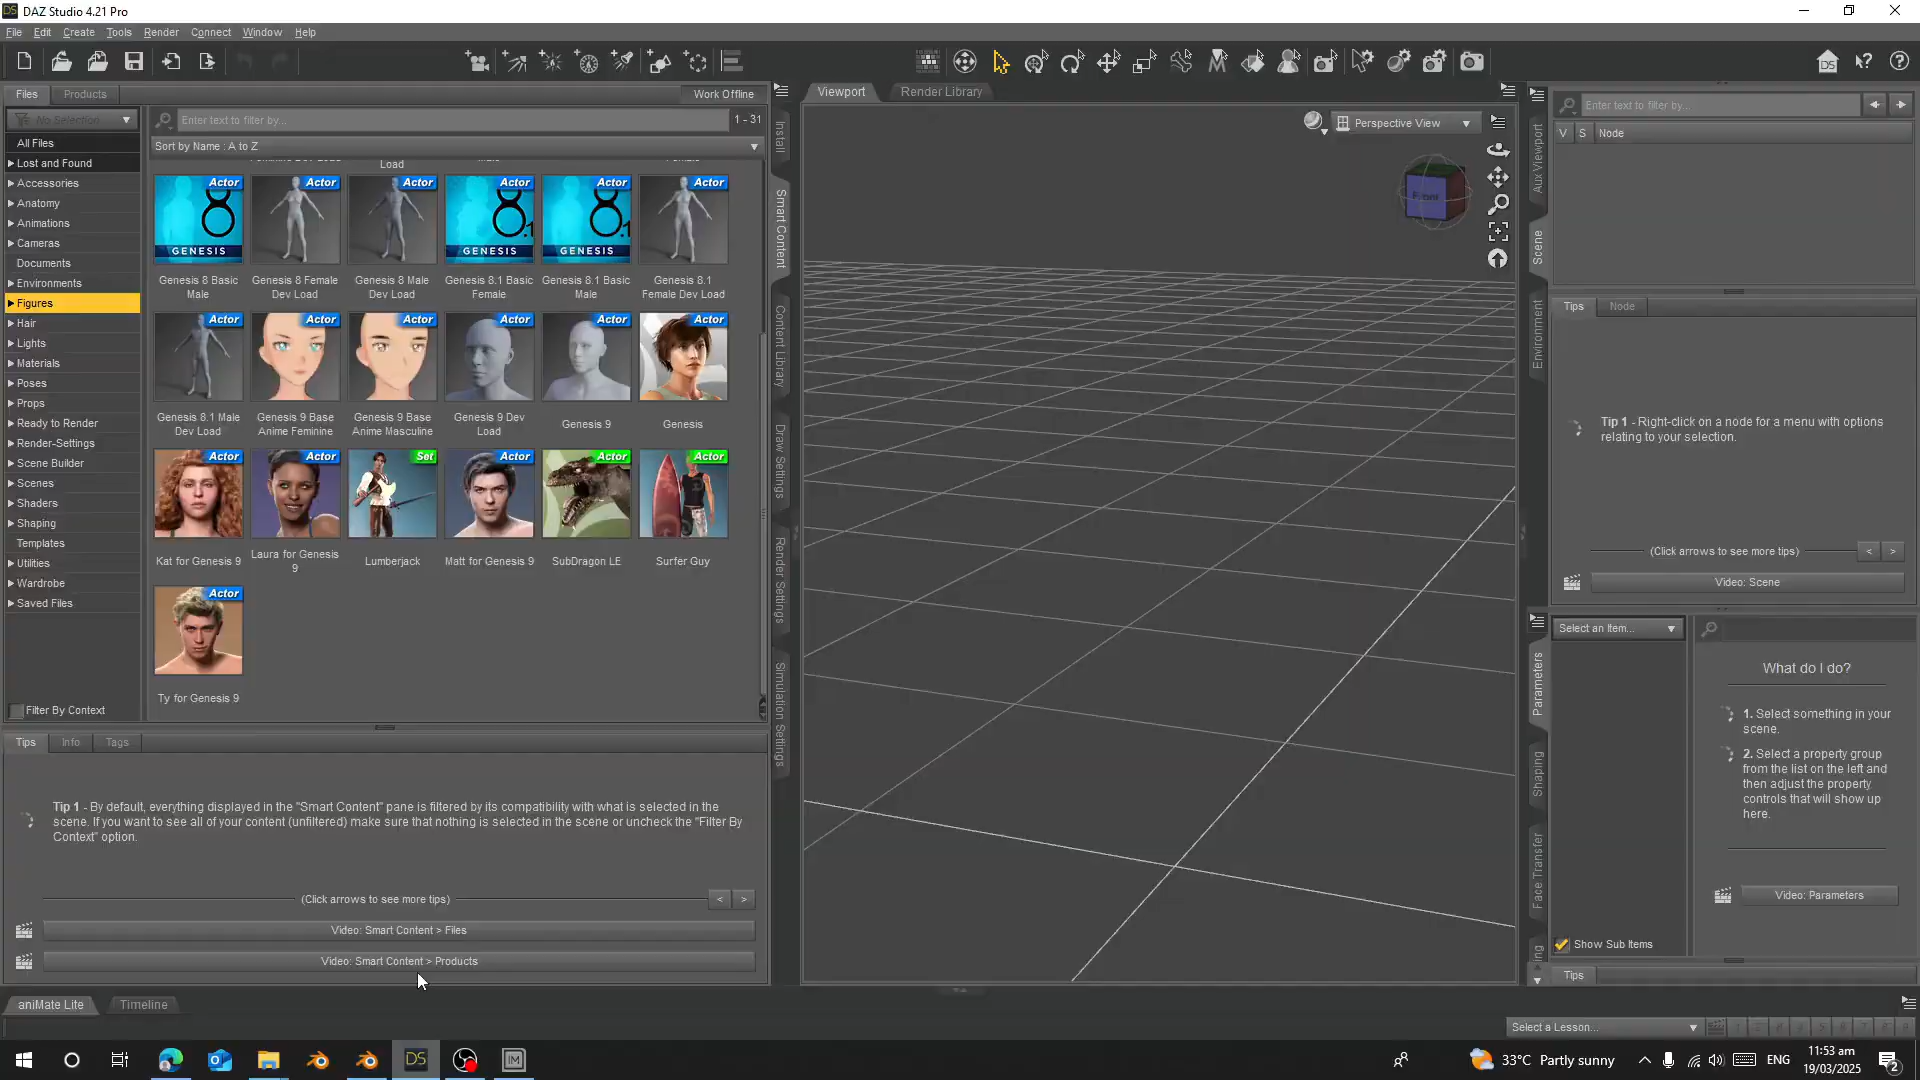 DAZ Studio 4.21 Pro
File Edit Create Tools Render Connect Window Help
Files Products Work Offline
No Selection
Enter text to filter by...
1 - 31
Sort by Name : A to Z
All Files
Lost and Found
Accessories
Anatomy
Animations
Cameras
Documents
Environments
Figures
Hair
Lights
Materials
Poses
Props
Ready to Render
Render-Settings
Scene Builder
Scenes
Shaders
Shaping
Templates
Utilities
Wardrobe
Saved Files
Filter By Context
Load
Actor Actor Actor Actor Actor Actor
GENESIS GENESIS GENESIS
Genesis 8 Basic
Male
Genesis 8 Female
Dev Load
Genesis 8 Male
Dev Load
Genesis 8.1 Basic
Female
Genesis 8.1 Basic
Male
Genesis 8.1
Female Dev Load
Actor Actor Actor Actor Actor
Genesis 8.1 Male
Dev Load
Genesis 9 Base
Anime Feminine
Genesis 9 Base
Anime Masculine
Genesis 9 Dev
Load
Genesis 9
Genesis
Actor Actor Set Actor Actor Actor
Kat for Genesis 9
Laura for Genesis
9
Lumberjack
Matt for Genesis 9
SubDragon LE
Surfer Guy
Actor
Ty for Genesis 9
Tips Info Tags
Tip 1 - By default, everything displayed in the "Smart Content" pane is filtered by its compatibility with what is selected in the
scene. If you want to see all of your content (unfiltered) make sure that nothing is selected in the scene or uncheck the "Filter By
Context" option.
(Click arrows to see more tips)
< >
Video: Smart Content > Files
Video: Smart Content > Products
Install
Smart Content
Content Library
Draw Settings
Render Settings
Simulation Settings
Viewport Render Library
Perspective View
Front
Aux Viewport
Scene
Environment
Enter text to filter by...
V S Node
Tips Node
Tip 1 - Right-click on a node for a menu with options
relating to your selection.
(Click arrows to see more tips)
< >
Video: Scene
Parameters
Shaping
Face Transfer
Select an Item...
What do I do?
1. Select something in your
scene.
2. Select a property group
from the list on the left and
then adjust the property
controls that will show up
here.
Video: Parameters
Show Sub Items
Tips
aniMate Lite Timeline
Select a Lesson...
DS
IM
33°C Partly sunny
ENG
11:53 am
19/03/2025
2